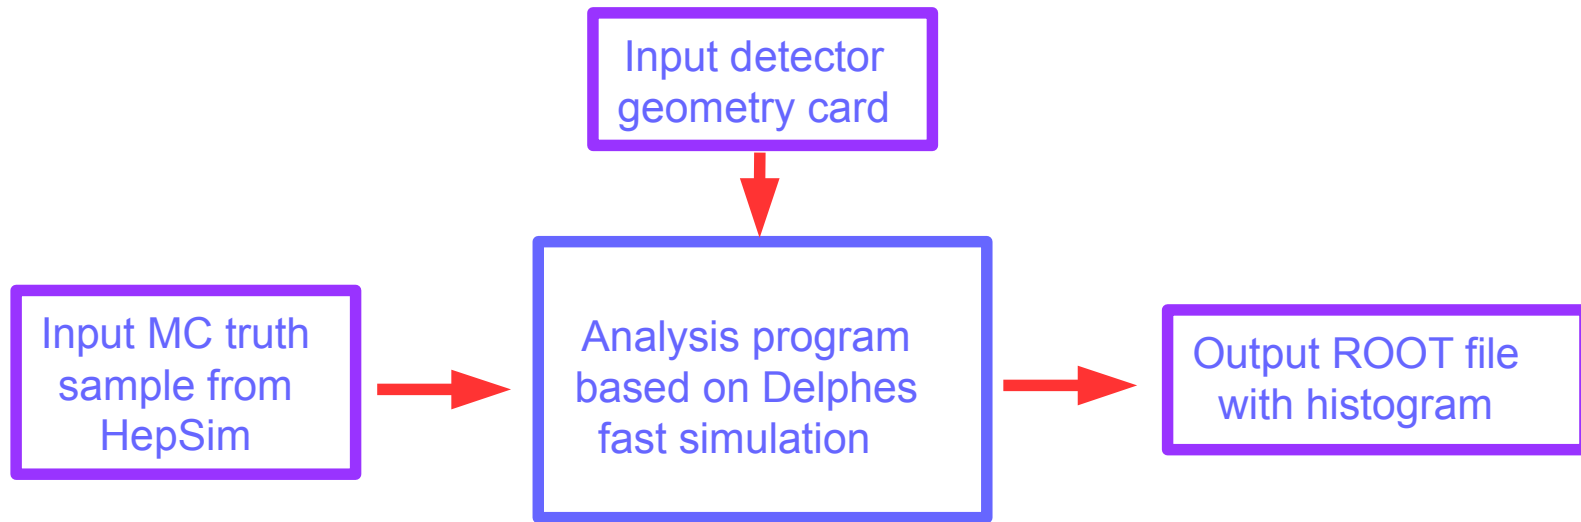 Input detector
geometry card
Input MC truth
sample from
HepSim
Analysis program
based on Delphes
fast simulation
Output ROOT file
with histogram